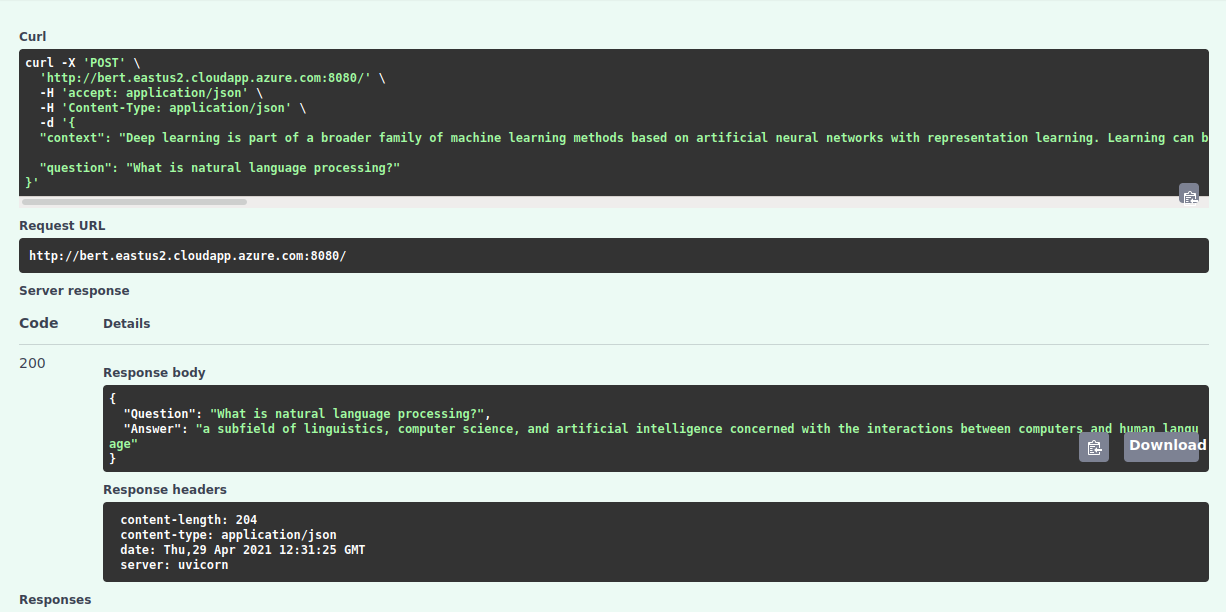 Curl
curl -X 'POST' \
'http://bert.eastus2.cloudapp.azure.com:8080/' \
-H 'accept: application/json' \
-H 'Content-Type: application/json' \
-d '{
"context": "Deep learning is part of a broader family of machine learning methods based on artificial neural networks with representation learning. Learning can b
"question": "What is natural language processing?"
}'
Request URL
http://bert.eastus2.cloudapp.azure.com:8080/
Server response
Code Details
200
Response body
{
"Question": "What is natural language processing?",
"Answer": "a subfield of linguistics, computer science, and artificial intelligence concerned with the interactions between computers and human langu
age"
}
Download
Response headers
content-length: 204
content-type: application/json
date: Thu,29 Apr 2021 12:31:25 GMT
server: uvicorn
Responses